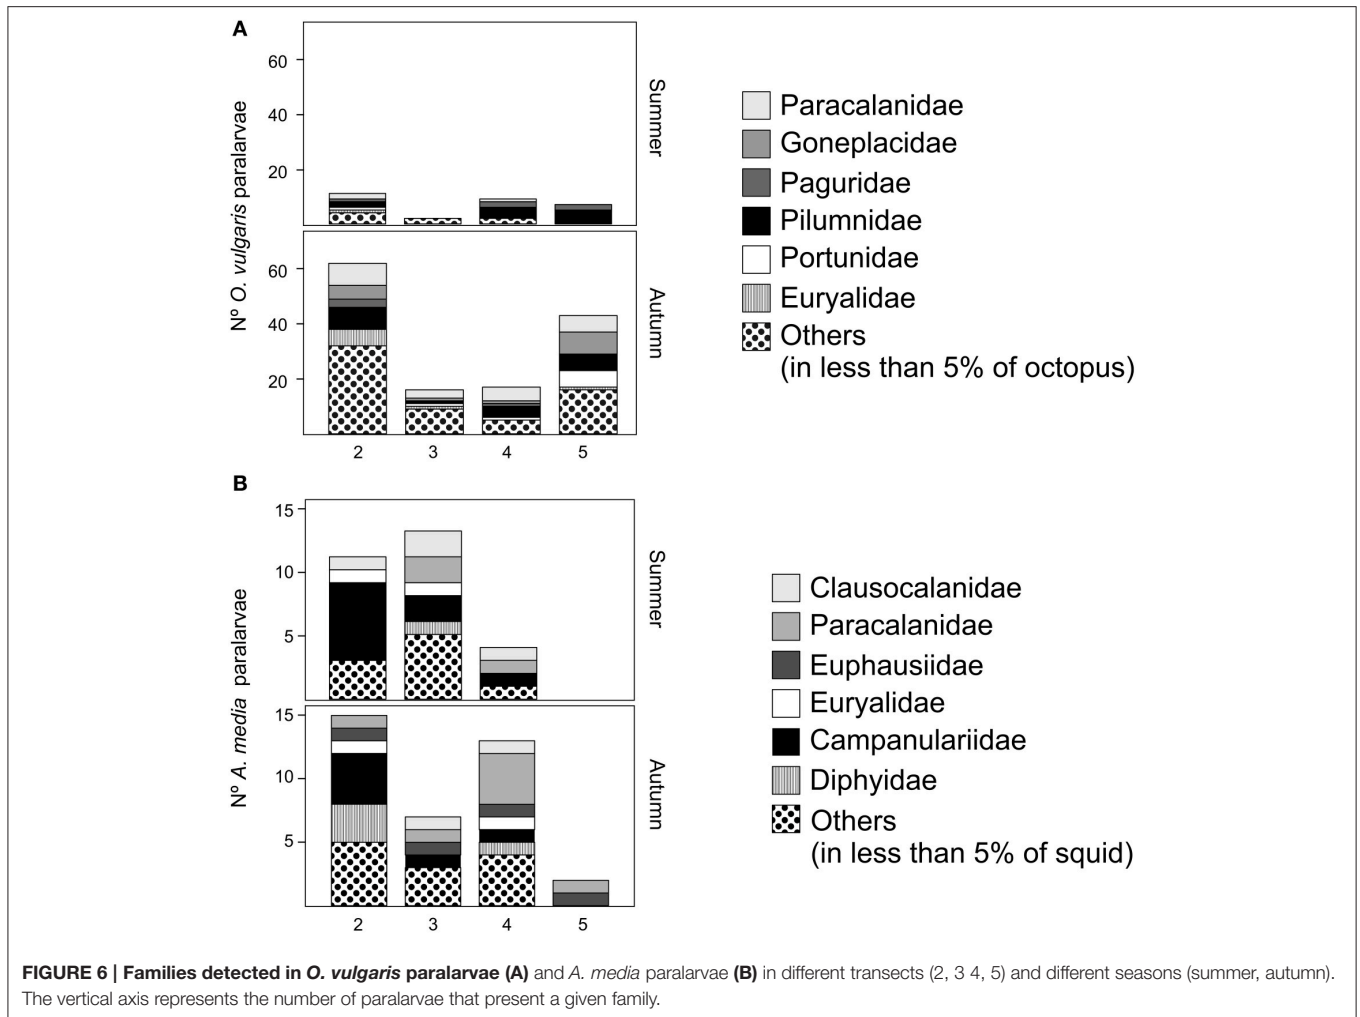 A
60
40
20
Summer
60
40
20
Autumn
Nº O. vulgaris paralarvae
2 3 4 5
Paracalanidae
Goneplacidae
Paguridae
Pilumnidae
Portunidae
Euryalidae
Others
(in less than 5% of octopus)
B
15
10
5
Summer
15
10
5
Autumn
Nº A. media paralarvae
2 3 4 5
Clausocalanidae
Paracalanidae
Euphausiidae
Euryalidae
Campanulariidae
Diphyidae
Others
(in less than 5% of squid)
FIGURE 6 | Families detected in O. vulgaris paralarvae (A) and A. media paralarvae (B) in different transects (2, 3 4, 5) and different seasons (summer, autumn).
The vertical axis represents the number of paralarvae that present a given family.